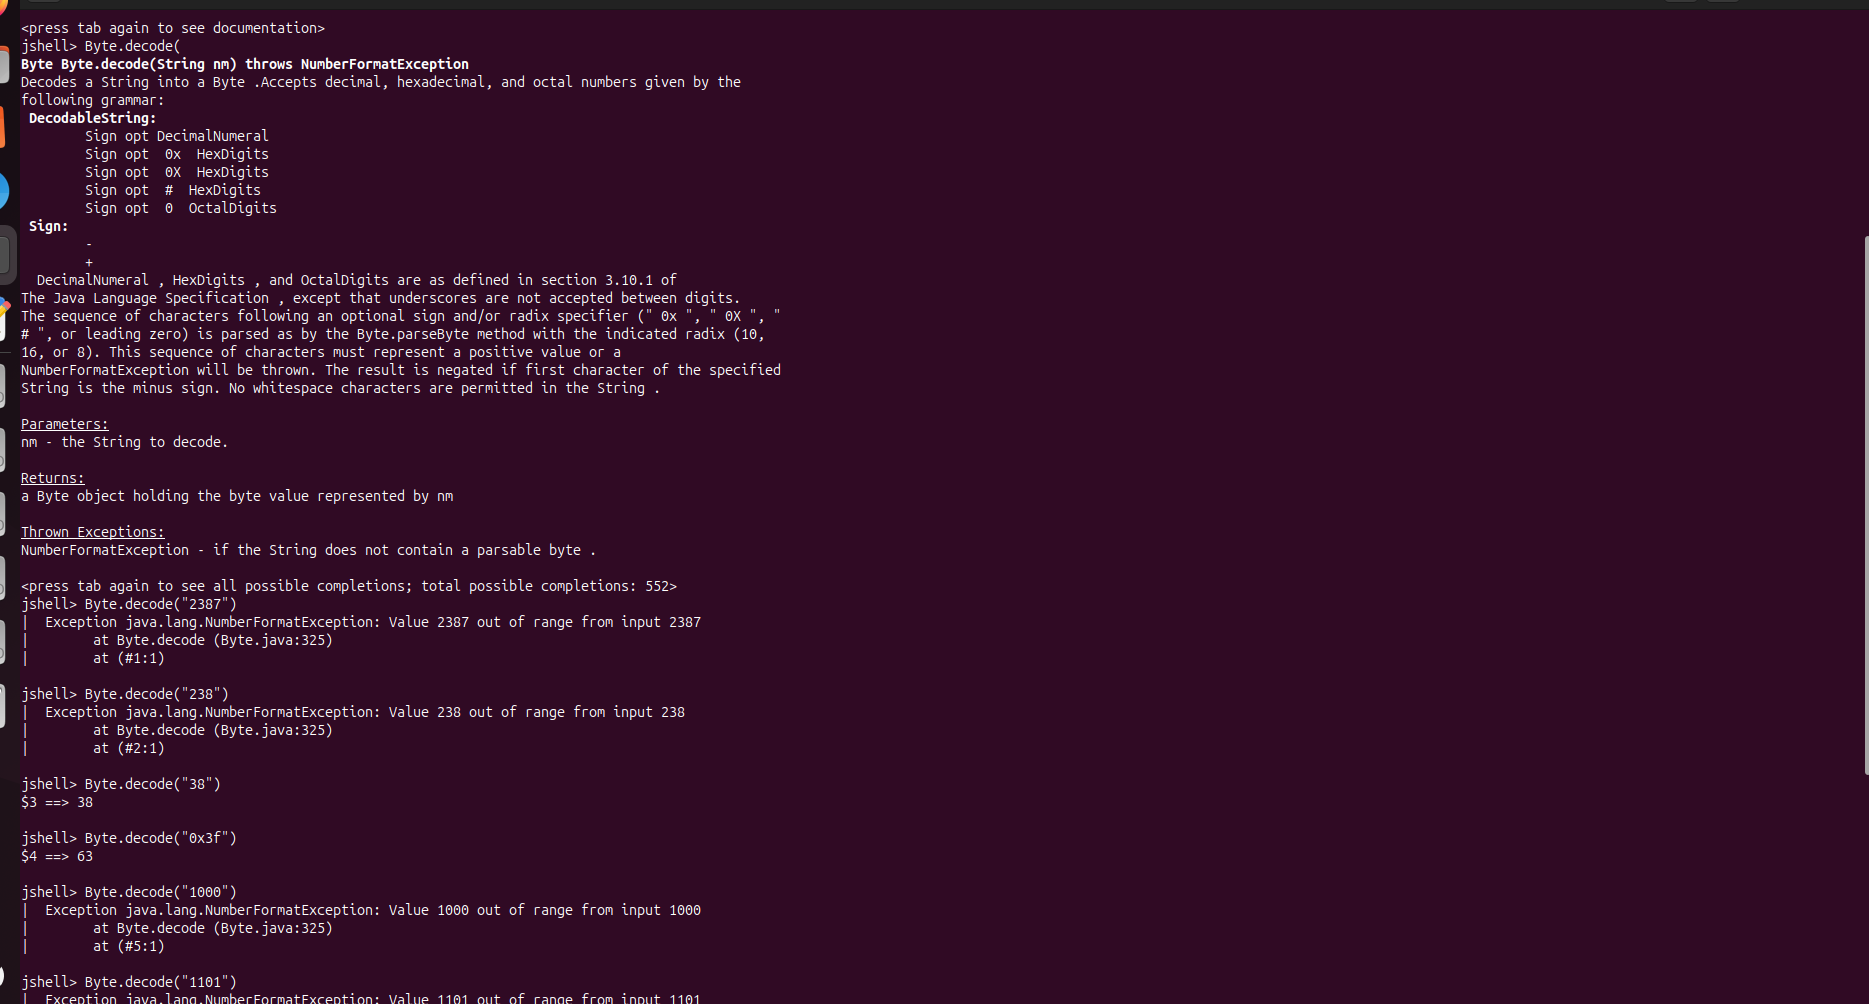 <press tab again to see documentation>
jshell> Byte.decode(
Byte Byte.decode(String nm) throws NumberFormatException
Decodes a String into a Byte .Accepts decimal, hexadecimal, and octal numbers given by the
following grammar:
DecodableString:
Sign opt DecimalNumeral
Sign opt  0x  HexDigits
Sign opt  0X  HexDigits
Sign opt  #  HexDigits
Sign opt  0  OctalDigits
Sign:
-
+
DecimalNumeral , HexDigits , and OctalDigits are as defined in section 3.10.1 of
The Java Language Specification , except that underscores are not accepted between digits.
The sequence of characters following an optional sign and/or radix specifier (" 0x ", " 0X ", "
# ", or leading zero) is parsed as by the Byte.parseByte method with the indicated radix (10,
16, or 8). This sequence of characters must represent a positive value or a
NumberFormatException will be thrown. The result is negated if first character of the specified
String is the minus sign. No whitespace characters are permitted in the String .
Parameters:
nm - the String to decode.
Returns:
a Byte object holding the byte value represented by nm
Thrown Exceptions:
NumberFormatException - if the String does not contain a parsable byte .
<press tab again to see all possible completions; total possible completions: 552>
jshell> Byte.decode("2387")
|  Exception java.lang.NumberFormatException: Value 2387 out of range from input 2387
|        at Byte.decode (Byte.java:325)
|        at (#1:1)
jshell> Byte.decode("238")
|  Exception java.lang.NumberFormatException: Value 238 out of range from input 238
|        at Byte.decode (Byte.java:325)
|        at (#2:1)
jshell> Byte.decode("38")
$3 ==> 38
jshell> Byte.decode("0x3f")
$4 ==> 63
jshell> Byte.decode("1000")
|  Exception java.lang.NumberFormatException: Value 1000 out of range from input 1000
|        at Byte.decode (Byte.java:325)
|        at (#5:1)
jshell> Byte.decode("1101")
|  Exception java.lang.NumberFormatException: Value 1101 out of range from input 1101